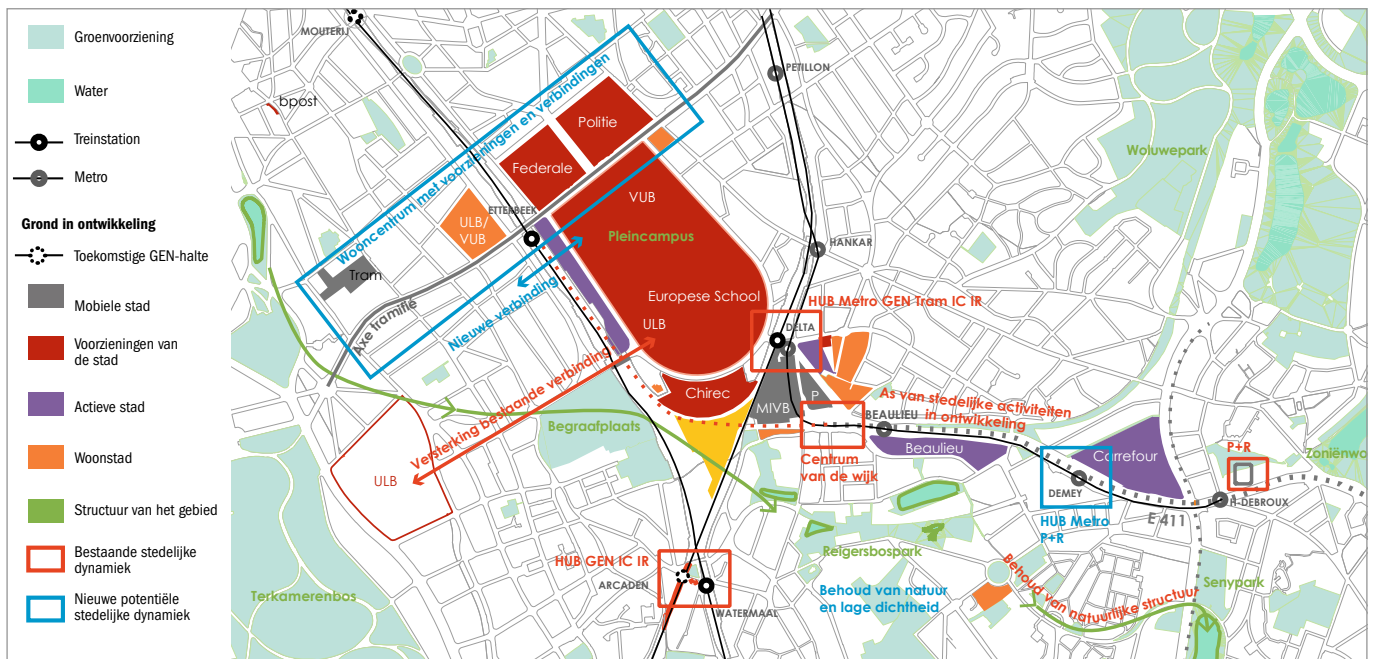 Groenvoorziening
Water
Treinstation
Metro
Grond in ontwikkeling
Toekomstige GEN-halte
Mobiele stad
Voorzieningen van
de stad
Actieve stad
Woonstad
Structuur van het gebied
Bestaande stedelijke
dynamiek
Nieuwe potentiële
stedelijke dynamiek
MOUTERIJ
bpost
PETILLON
Wooncentrum met voorzieningen en verbindingen
Politie
Federale
Woluwepark
VUB
ETTERBEEK
ULB/
VUB
Pleincampus
HANKAR
Tram
Axe tramifié
Nieuwe verbinding
Europese School
ULB
HUB Metro GEN Tram IC IR
DELTA
Versterking bestaande verbinding
Chirec
MIVB
P
As van stedelijke activiteiten
in ontwikkeling
BEAULIEU
Begraafplaats
Beaulieu
Carrefour
P+R
Zoniënwo
Centrum
van de wijk
ULB
DEMEY
H-DEBROUX
E 411
HUB Metro
P+R
Reigersbospark
HUB GEN IC IR
ARCADEN
WATERMAAL
Behoud van natuur
en lage dichtheid
Behoud van natuurlijke structuur
Senypark
Terkamerenbos